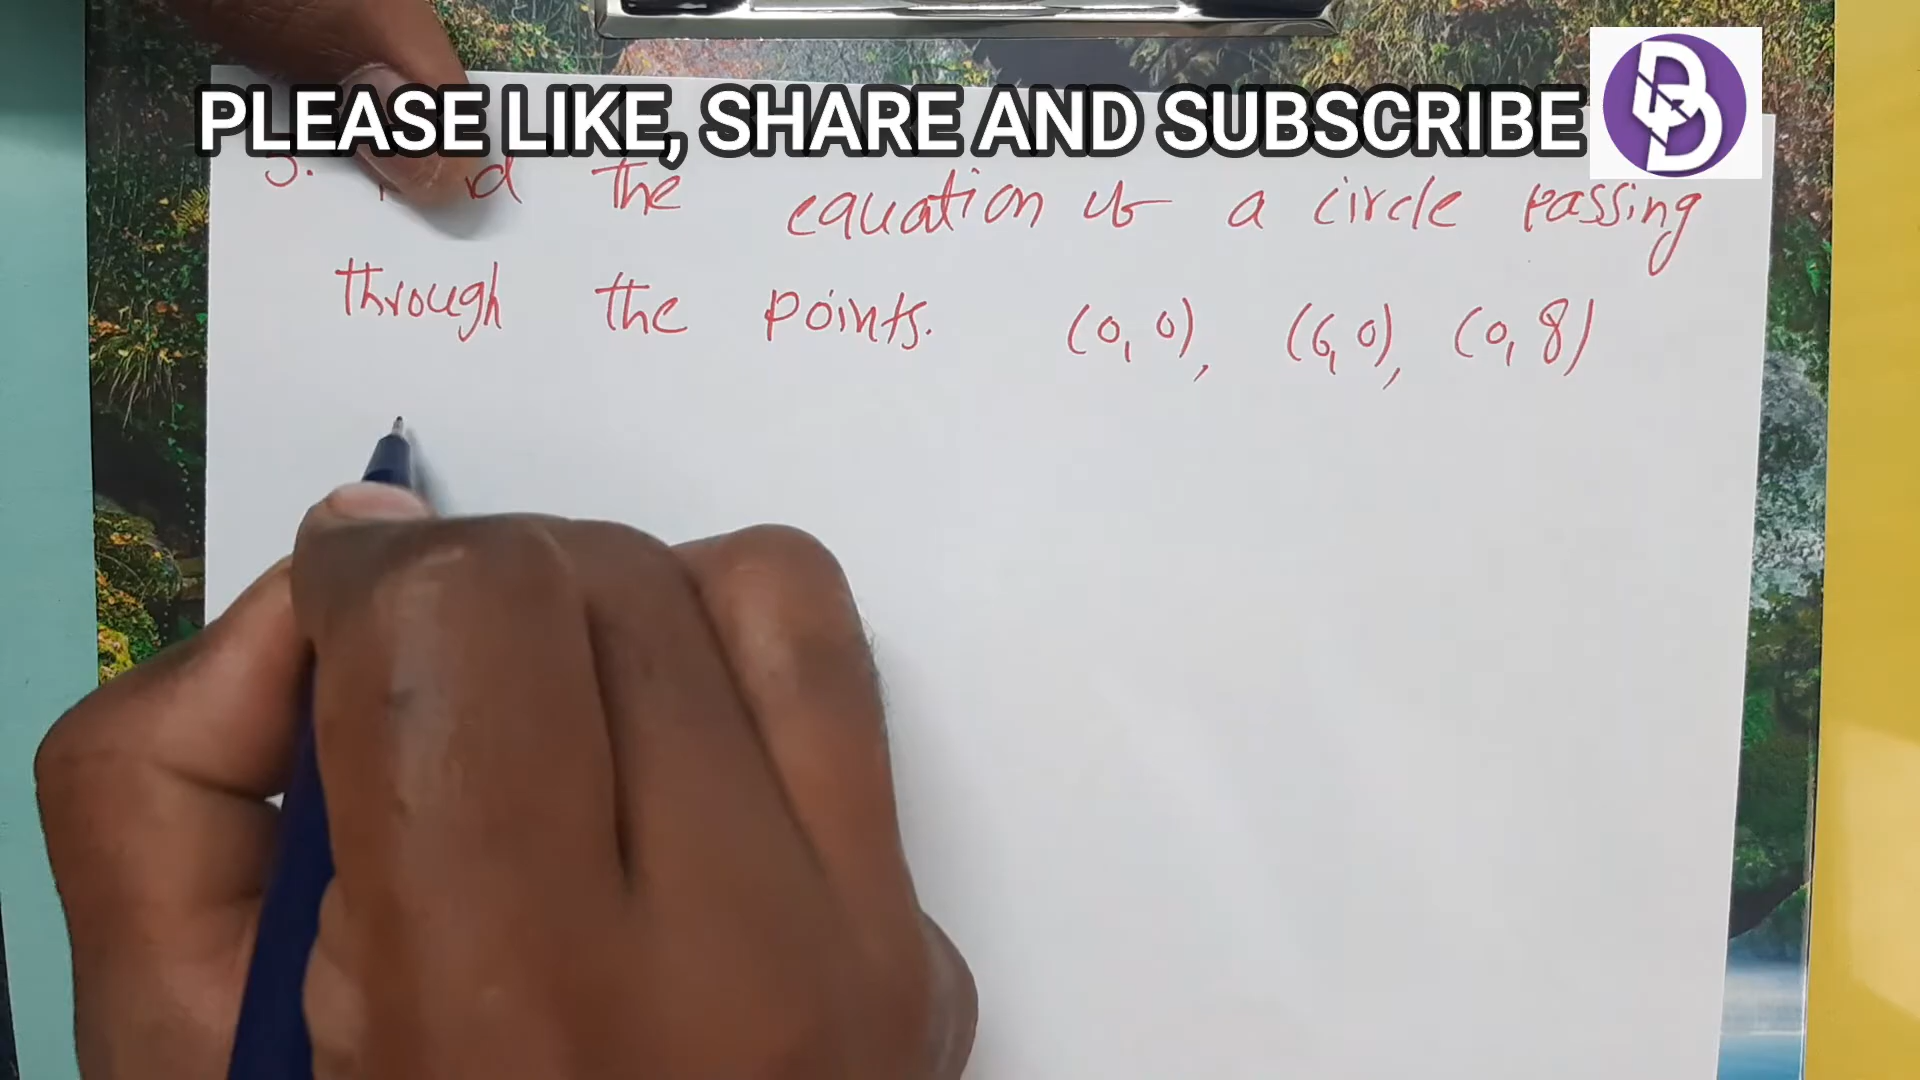 PLEASE LIKE, SHARE AND SUBSCRIBE
the equation of a circle passing
through the points. (0, 0), (6, 0), (0, 8)